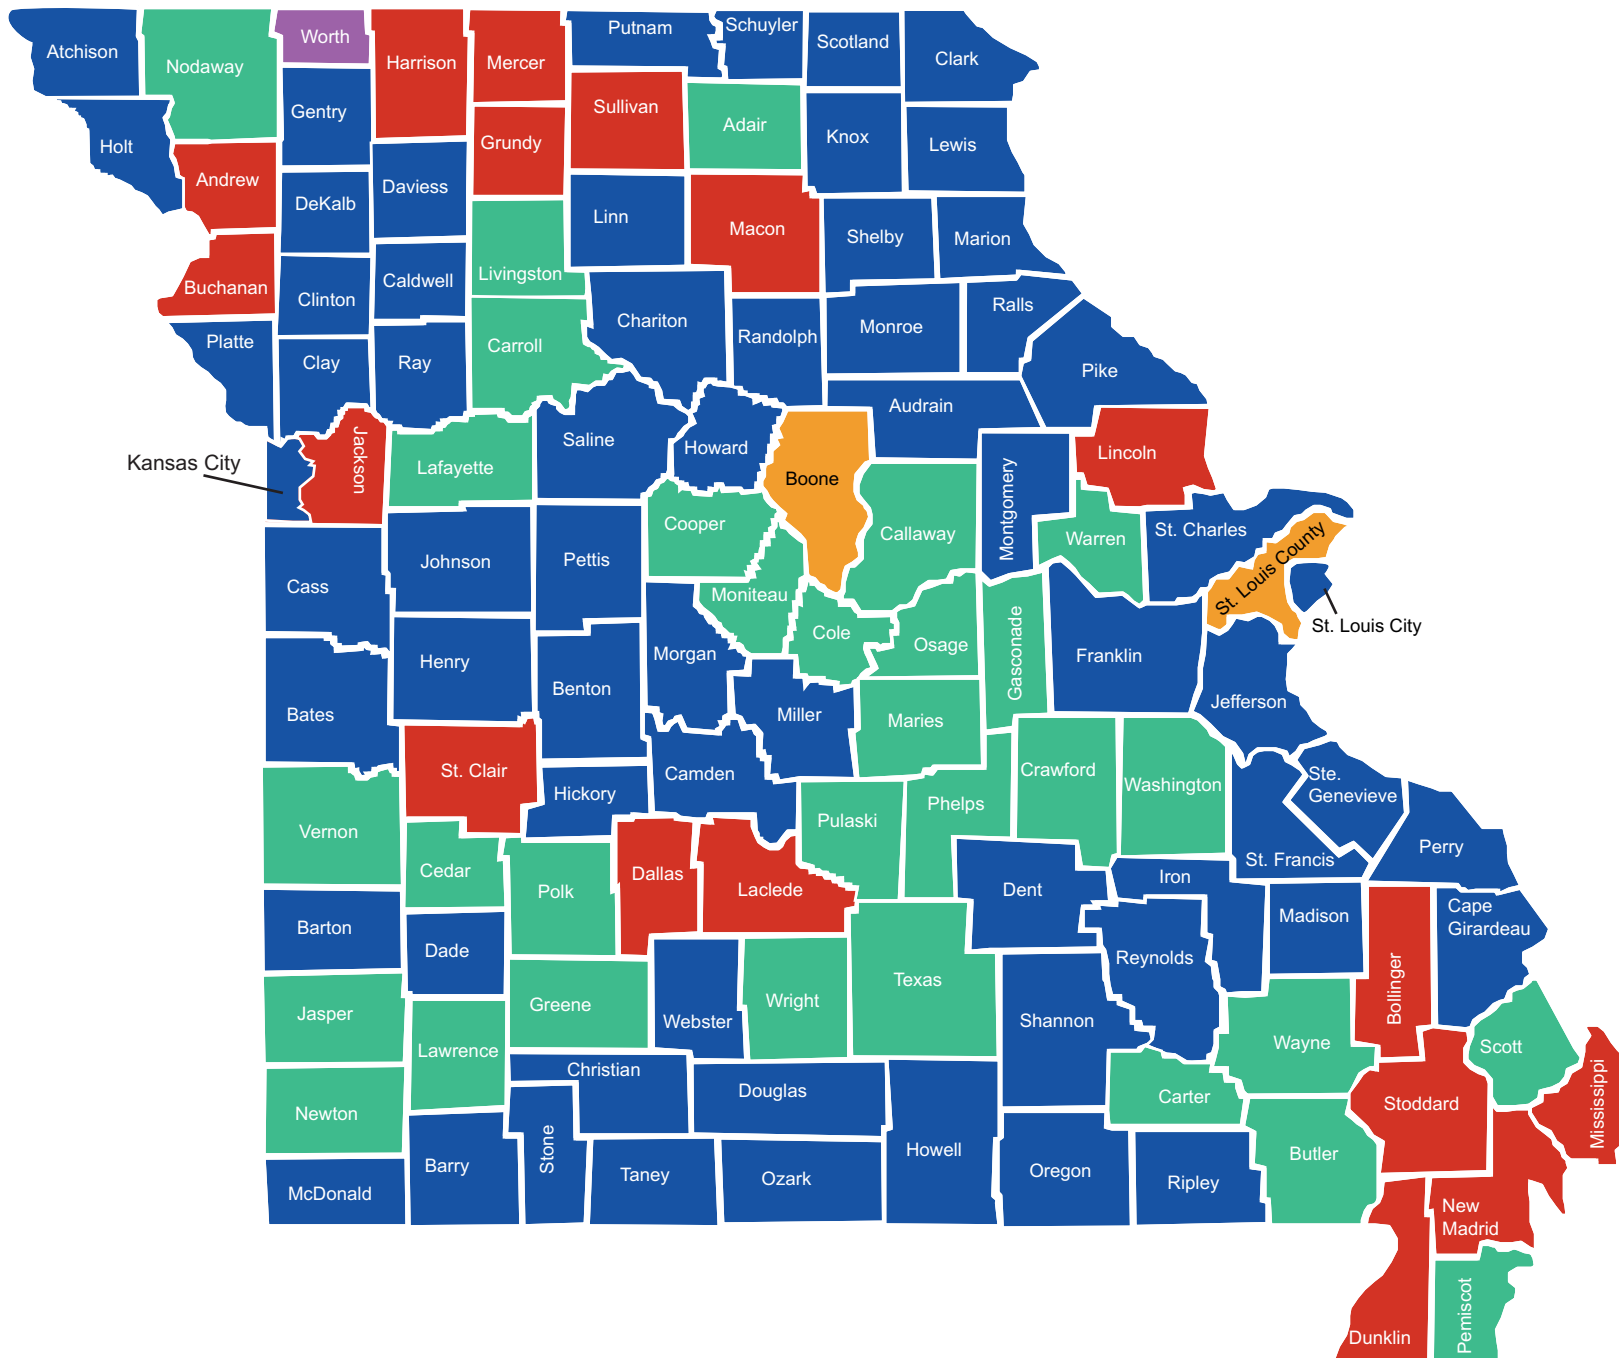 Atchison
Nodaway
Worth
Harrison
Mercer
Putnam
Schuyler
Scotland
Clark
Holt
Andrew
Gentry
DeKalb
Daviess
Grundy
Sullivan
Adair
Knox
Lewis
Buchanan
Clinton
Caldwell
Livingston
Linn
Macon
Shelby
Marion
Platte
Clay
Ray
Carroll
Chariton
Randolph
Monroe
Ralls
Pike
Kansas City
Jackson
Lafayette
Saline
Howard
Boone
Audrain
Callaway
Montgomery
Lincoln
Warren
St. Charles
St. Louis County
St. Louis City
Cass
Johnson
Pettis
Cooper
Moniteau
Cole
Osage
Gasconade
Franklin
Jefferson
Bates
Henry
Benton
Morgan
Miller
Maries
St. Clair
Hickory
Camden
Pulaski
Phelps
Crawford
Washington
Ste.
Genevieve
St. Francis
Perry
Vernon
Cedar
Polk
Dallas
Laclede
Dent
Iron
Madison
Cape
Girardeau
Barton
Dade
Greene
Webster
Wright
Texas
Shannon
Reynolds
Bollinger
Jasper
Lawrence
Christian
Douglas
Wayne
Scott
Mississippi
Newton
Carter
Stoddard
McDonald
Barry
Stone
Taney
Ozark
Howell
Oregon
Ripley
Butler
New
Madrid
Dunklin
Pemiscot